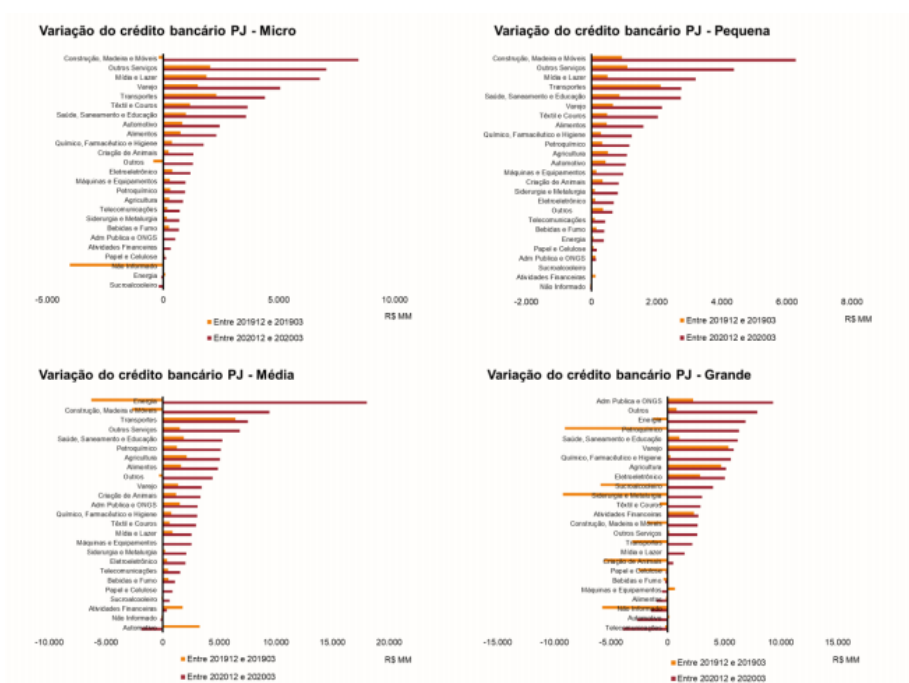 Variação do crédito bancário PJ - Micro
Construção, Madeira e Móveis
Outros Serviços
Mídia e Lazer
Varejo
Transportes
Têxtil e Couros
Saúde, Saneamento e Educação
Automotivo
Alimentos
Químico, Farmacêutico e Higiene
Criação de Animais
Outros
Eletroeletrônico
Máquinas e Equipamentos
Petroquímico
Agricultura
Telecomunicações
Siderurgia e Metalurgia
Bebidas e Fumo
Adm Publica e ONGS
Atividades Financeiras
Papel e Celulose
Não Informado
Energia
Sucroalcooleiro
-5.000 0 5.000 10.000
R$ MM
Entre 201912 e 201903
Entre 202012 e 202003
Variação do crédito bancário PJ - Pequena
Construção, Madeira e Móveis
Outros Serviços
Mídia e Lazer
Transportes
Saúde, Saneamento e Educação
Varejo
Têxtil e Couros
Alimentos
Químico, Farmacêutico e Higiene
Petroquímico
Agricultura
Automotivo
Máquinas e Equipamentos
Criação de Animais
Siderurgia e Metalurgia
Eletroeletrônico
Outros
Telecomunicações
Bebidas e Fumo
Energia
Papel e Celulose
Adm Publica e ONGS
Sucroalcooleiro
Atividades Financeiras
Não Informado
-2.000 0 2.000 4.000 6.000 8.000
R$ MM
Entre 201912 e 201903
Entre 202012 e 202003
Variação do crédito bancário PJ - Média
Energia
Construção, Madeira e Móveis
Transportes
Outros Serviços
Saúde, Saneamento e Educação
Petroquímico
Agricultura
Alimentos
Outros
Varejo
Criação de Animais
Adm Publica e ONGS
Químico, Farmacêutico e Higiene
Têxtil e Couros
Mídia e Lazer
Máquinas e Equipamentos
Siderurgia e Metalurgia
Eletroeletrônico
Telecomunicações
Bebidas e Fumo
Papel e Celulose
Sucroalcooleiro
Atividades Financeiras
Não Informado
Automotivo
-10.000 -5.000 0 5.000 10.000 15.000 20.000
R$ MM
Entre 201912 e 201903
Entre 202012 e 202003
Variação do crédito bancário PJ - Grande
Adm Publica e ONGS
Outros
Energia
Petroquímico
Saúde, Saneamento e Educação
Varejo
Químico, Farmacêutico e Higiene
Agricultura
Eletroeletrônico
Sucroalcooleiro
Siderurgia e Metalurgia
Têxtil e Couros
Atividades Financeiras
Construção, Madeira e Móveis
Outros Serviços
Transportes
Mídia e Lazer
Criação de Animais
Papel e Celulose
Bebidas e Fumo
Máquinas e Equipamentos
Alimentos
Não Informado
Automotivo
Telecomunicações
-15.000 -10.000 -5.000 0 5.000 10.000 15.000
R$ MM
Entre 201912 e 201903
Entre 202012 e 202003